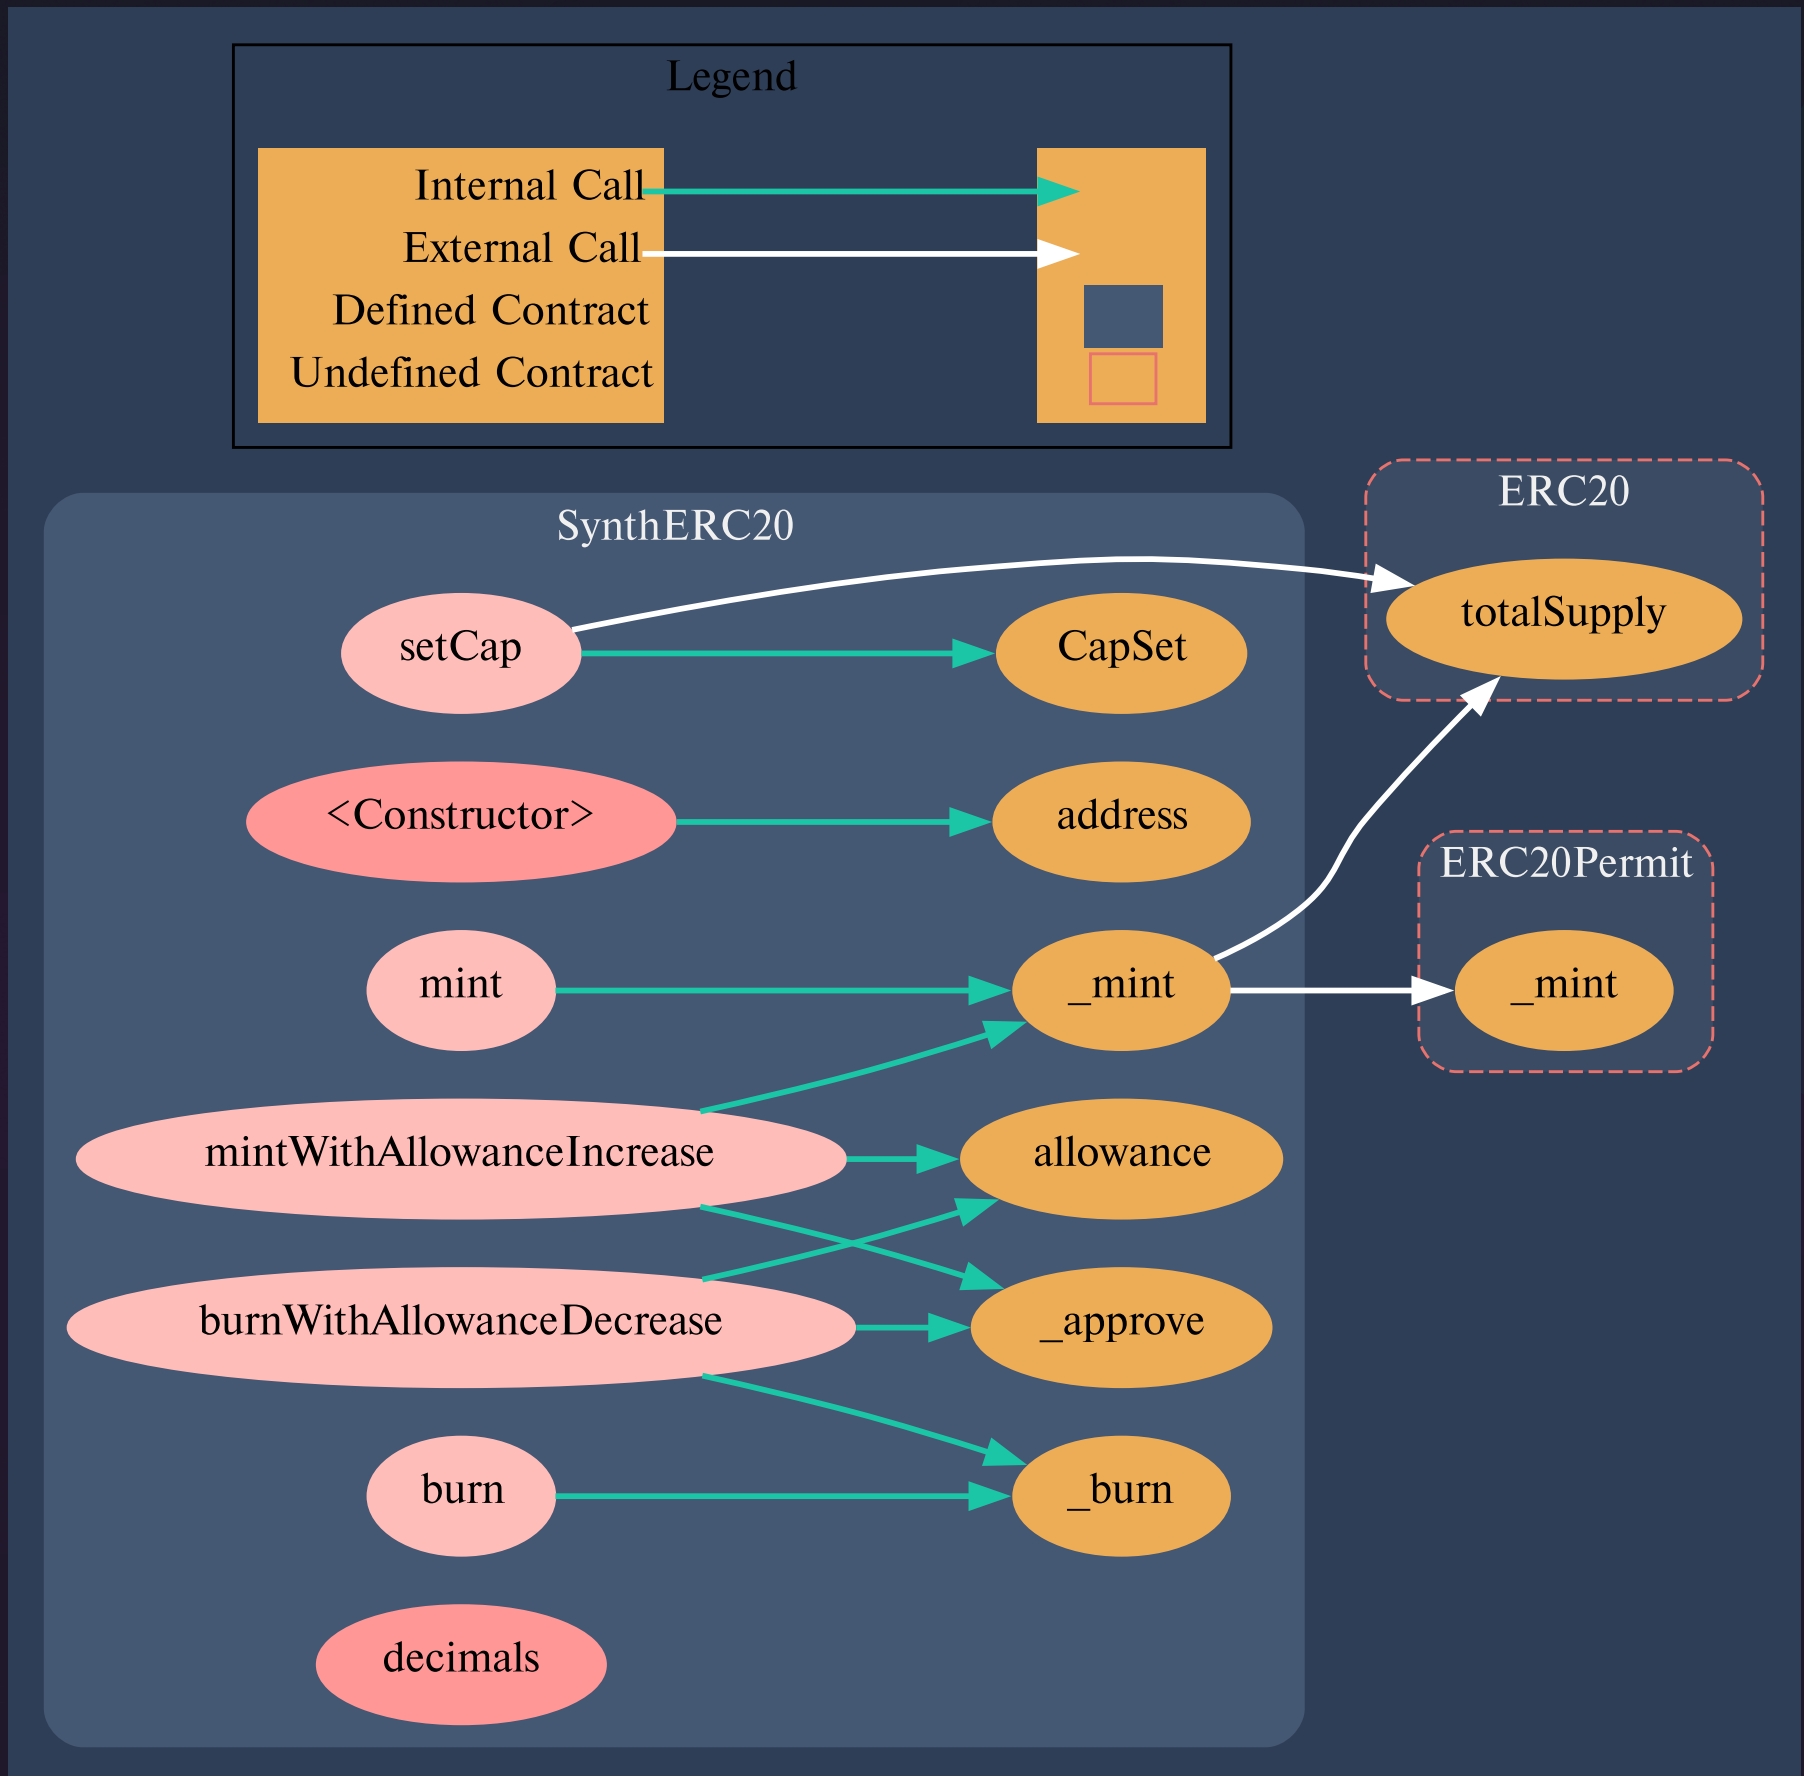 Legend
Internal Call
External Call
Defined Contract
Undefined Contract
SynthERC20
setCap
CapSet
<Constructor>
address
mint
_mint
mintWithAllowanceIncrease
allowance
burnWithAllowanceDecrease
_approve
burn
_burn
decimals
ERC20
totalSupply
ERC20Permit
_mint